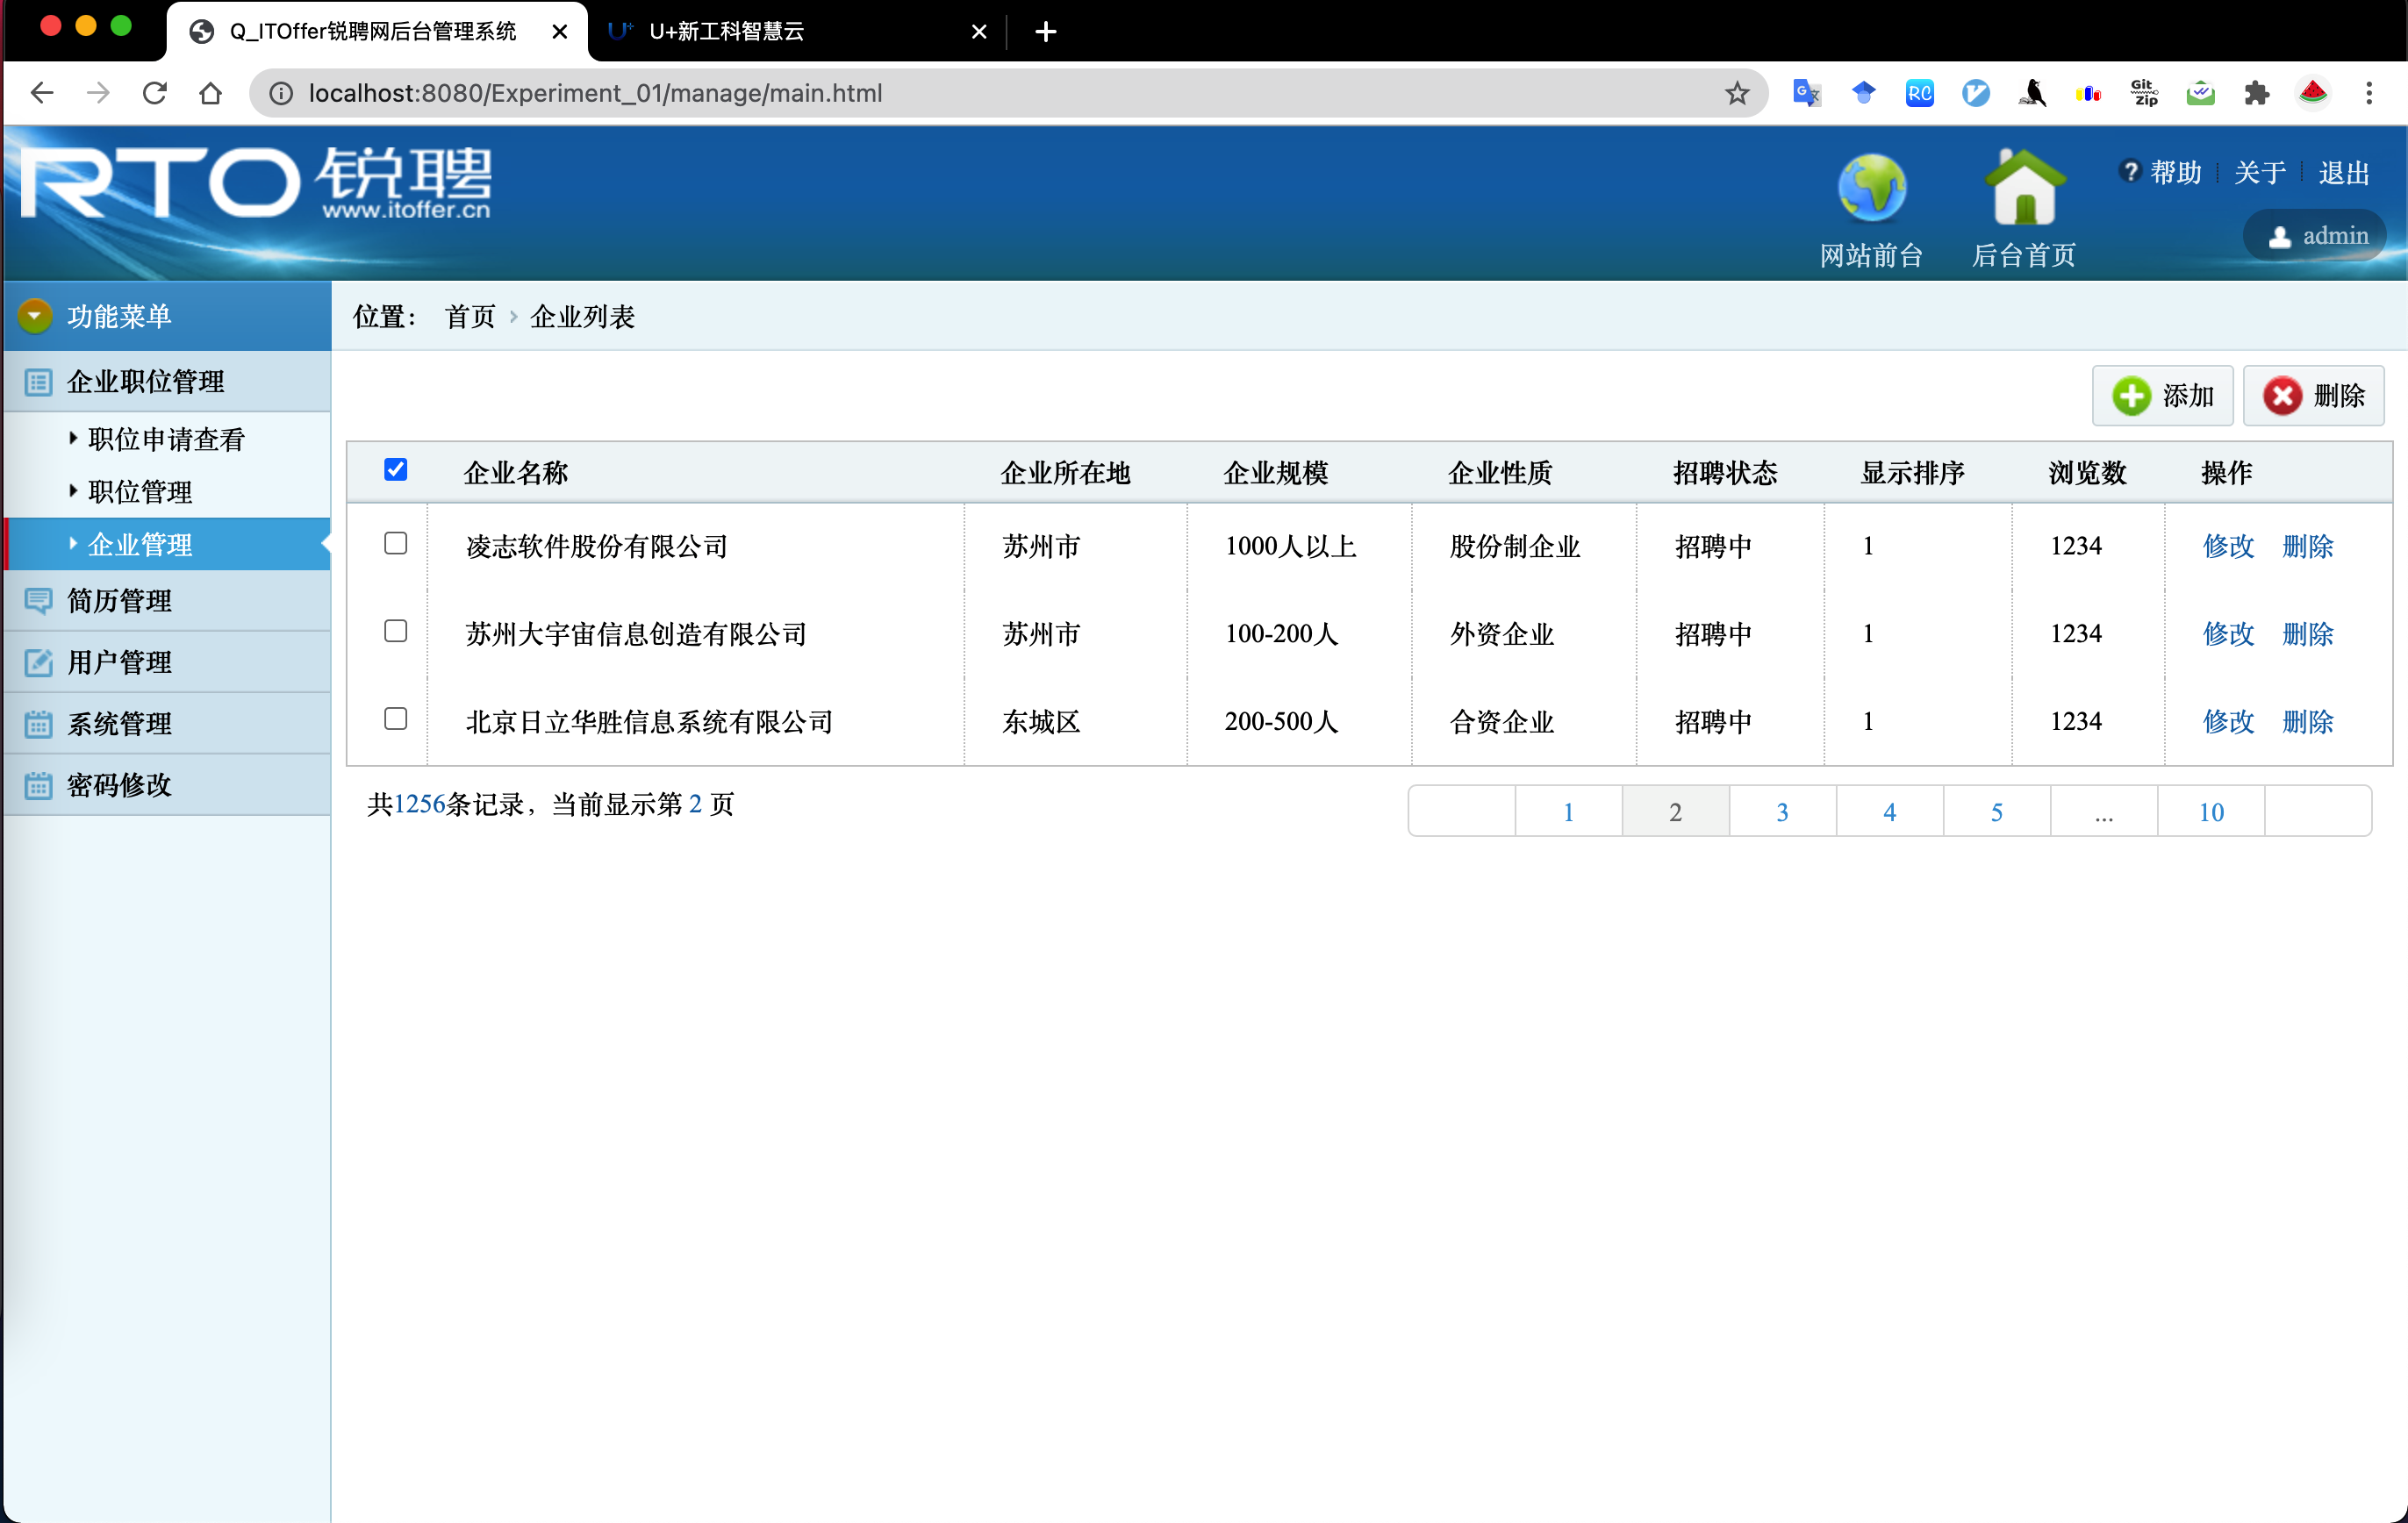 Q_ITOffer锐聘网后台管理系统
U+新工科智慧云
localhost:8080/Experiment_01/manage/main.html
RC
Git
Zip
RTO锐聘
www.itoffer.cn
网站前台
后台首页
帮助
关于
退出
admin
功能菜单
企业职位管理
职位申请查看
职位管理
企业管理
简历管理
用户管理
系统管理
密码修改
位置： 首页 企业列表
添加
删除
企业名称 企业所在地 企业规模 企业性质 招聘状态 显示排序 浏览数 操作
凌志软件股份有限公司 苏州市 1000人以上 股份制企业 招聘中 1 1234 修改 删除
苏州大宇宙信息创造有限公司 苏州市 100-200人 外资企业 招聘中 1 1234 修改 删除
北京日立华胜信息系统有限公司 东城区 200-500人 合资企业 招聘中 1 1234 修改 删除
共1256条记录，当前显示第 2 页
1 2 3 4 5 ... 10